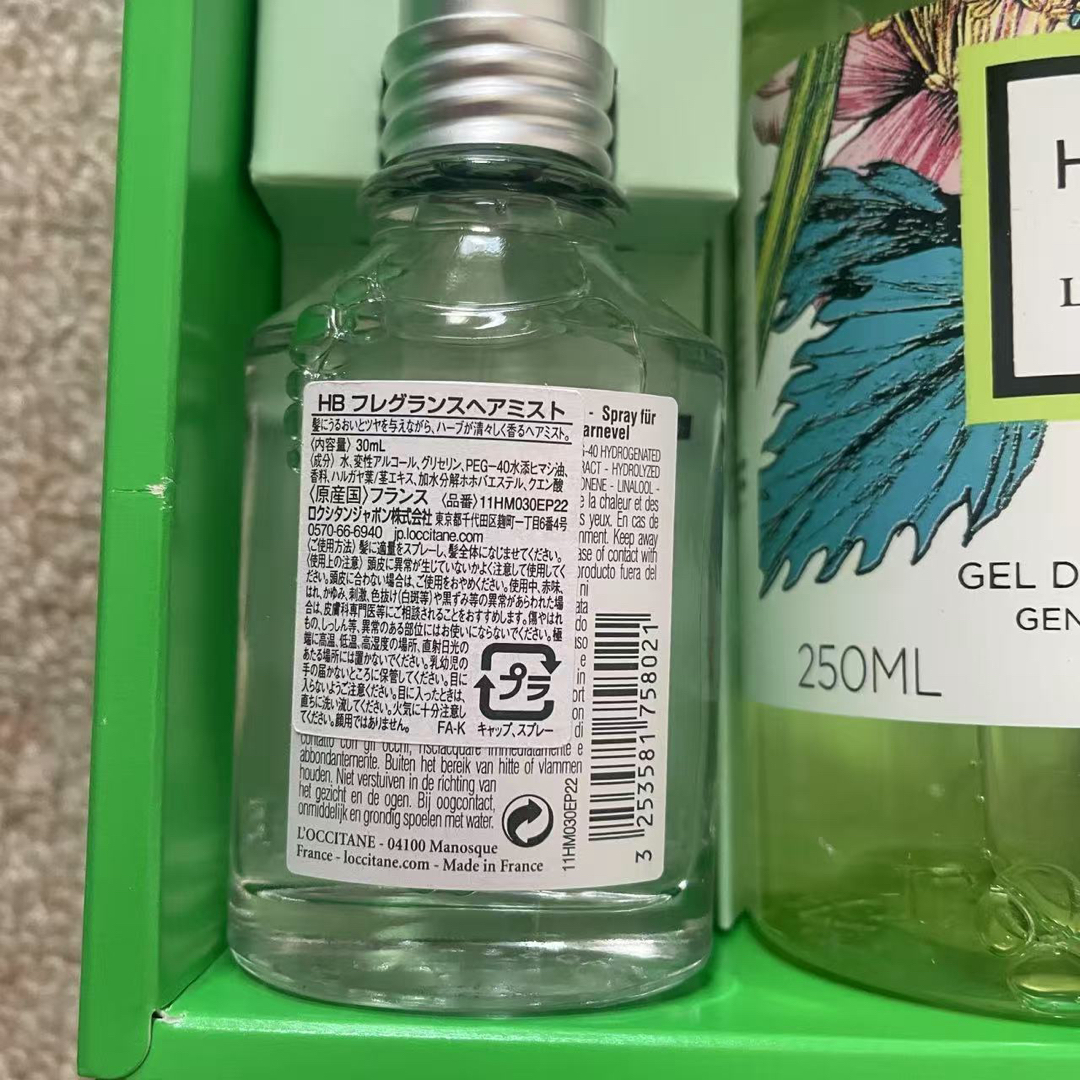 HB フレグランスヘアミスト
髪にうるおいとツヤを与えながら、ハーブが清々しく香るヘアミスト。
〈内容量〉 30mL
〈成分〉 水、変性アルコール、グリセリン、PEG-40水添ヒマシ油、
香料、ハルガヤ葉/茎エキス、加水分解ホホバエステル、クエン酸
〈原産国〉フランス 〈品番〉11HM030EP22
ロクシタンジャポン株式会社 東京都千代田区麹町一丁目6番4号
0570-66-6940 jp.loccitane.com
〈ご使用方法〉髪に適量をスプレーし、髪全体になじませてください。
〈使用上の注意〉頭皮に異常が生じていないかよく注意して使用してく
ださい。頭皮に合わない場合は、ご使用をおやめください。使用中、赤味、
はれ、かゆみ、刺激、色抜け(白斑等)や黒ずみ等の異常があらわれた場
合は、皮膚科専門医等にご相談されることをおすすめします。傷やはれ
もの、しっしん等、異常のある部位にはお使いにならないでください。極
端に高温、低温、高湿度の場所、直射日光の
あたる場所には置かないでください。乳幼児の
手の届かないところに保管してください。目に
入らないようご注意ください。目に入ったときは、
直ちに洗い流してください。火気に十分注意し
てください。顔用ではありません。 FA-K
プラ
キャップ、スプレー
- Spray für
arnevel
-40 HYDROGENATED
RACT - HYDROLYZED
ONENE - LINALOOL -
e la chaleur et des
s yeux. En cas de
nment. Keep away
ase of contact with
producto fuera del
contatto con gli occhi, risciacquare immediatamente e
abbondantemente. Buiten het bereik van hitte of vlammen
houden. Niet verstuiven in de richting van
het gezicht en de ogen. Bij oogcontact,
onmiddelijk en grondig spoelen met water.
L'OCCITANE - 04100 Manosque
France - loccitane.com - Made in France
11HM030EP22
3 253581 758021
H
L
GEL D
GEN
250ML